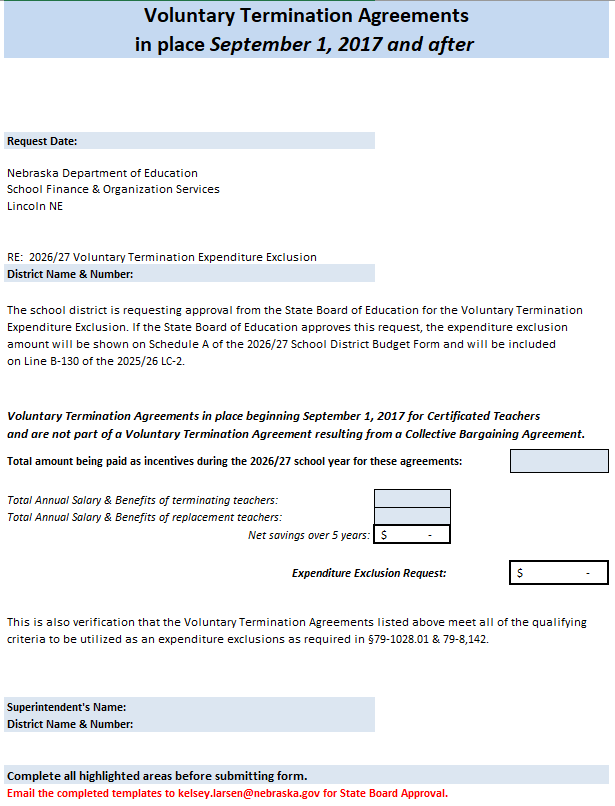 Voluntary Termination Agreements
in place September 1, 2017 and after
Request Date:
Nebraska Department of Education
School Finance & Organization Services
Lincoln NE
RE: 2026/27 Voluntary Termination Expenditure Exclusion
District Name & Number:
The school district is requesting approval from the State Board of Education for the Voluntary Termination
Expenditure Exclusion. If the State Board of Education approves this request, the expenditure exclusion
amount will be shown on Schedule A of the 2026/27 School District Budget Form and will be included
on Line B-130 of the 2025/26 LC-2.
Voluntary Termination Agreements in place beginning September 1, 2017 for Certificated Teachers
and are not part of a Voluntary Termination Agreement resulting from a Collective Bargaining Agreement.
Total amount being paid as incentives during the 2026/27 school year for these agreements:
Total Annual Salary & Benefits of terminating teachers:
Total Annual Salary & Benefits of replacement teachers:
Net savings over 5 years: $ -
Expenditure Exclusion Request: $ -
This is also verification that the Voluntary Termination Agreements listed above meet all of the qualifying
criteria to be utilized as an expenditure exclusions as required in §79-1028.01 & 79-8,142.
Superintendent's Name:
District Name & Number:
Complete all highlighted areas before submitting form.
Email the completed templates to kelsey.larsen@nebraska.gov for State Board Approval.